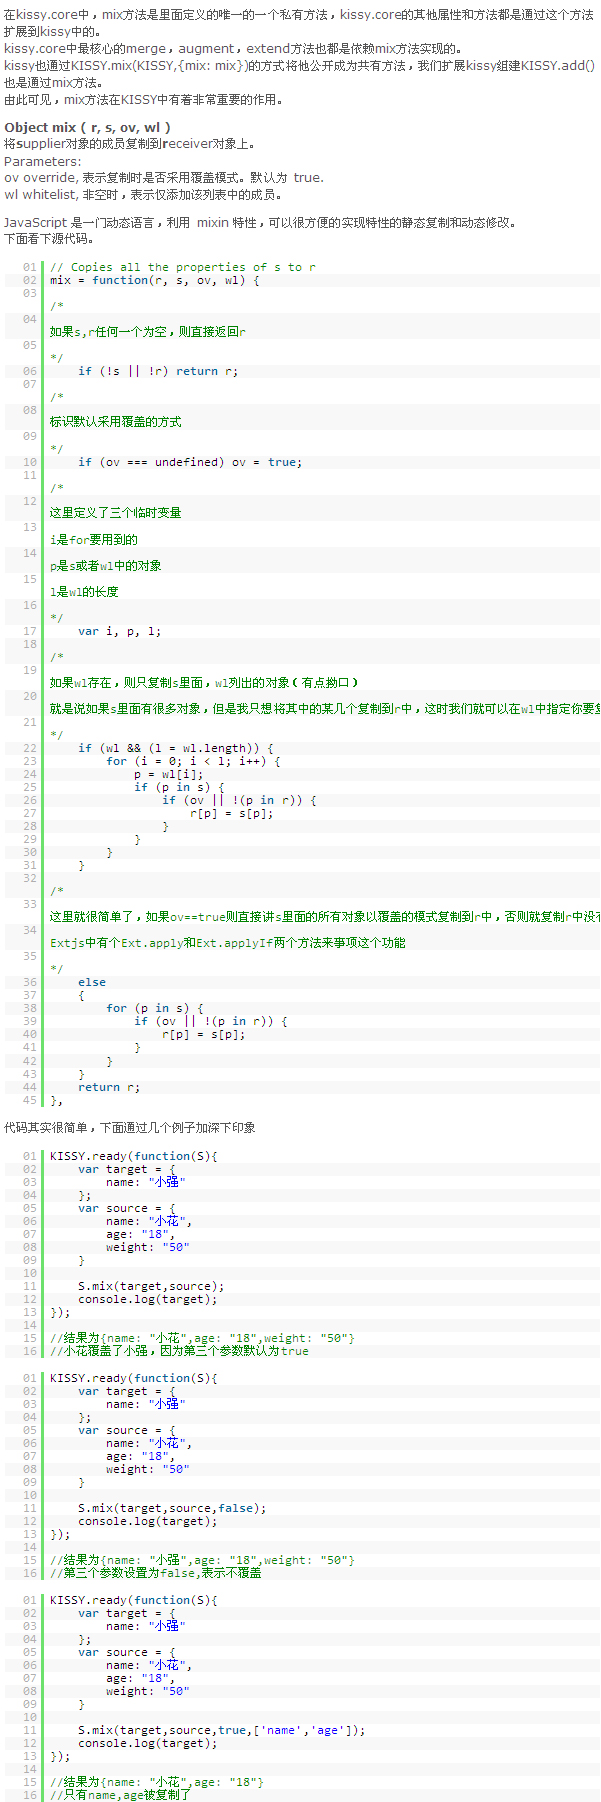 在kissy.core中，mix方法是里面定义的唯一的一个私有方法，kissy.core的其他属性和方法都是通过这个方法
扩展到kissy中的。
kissy.core中最核心的merge，augment，extend方法也都是依赖mix方法实现的。
kissy也通过KISSY.mix(KISSY,{mix: mix})的方式将他公开成为共有方法，我们扩展kissy组建KISSY.add()
也是通过mix方法。
由此可见，mix方法在KISSY中有着非常重要的作用。
Object mix ( r, s, ov, wl )
将supplier对象的成员复制到receiver对象上。
Parameters:
ov override, 表示复制时是否采用覆盖模式。默认为 true.
wl whitelist, 非空时，表示仅添加该列表中的成员。
JavaScript 是一门动态语言，利用 mixin 特性，可以很方便的实现特性的静态复制和动态修改。
下面看下源代码。
01 // Copies all the properties of s to r
02 mix = function(r, s, ov, wl) {
03
/*
04
如果s,r任何一个为空，则直接返回r
05
*/
06 if (!s || !r) return r;
07
/*
08
标识默认采用覆盖的方式
09
*/
10 if (ov === undefined) ov = true;
11
/*
12
这里定义了三个临时变量
13
i是for要用到的
14
p是s或者wl中的对象
15
l是wl的长度
16
*/
17 var i, p, l;
18
/*
19
如果wl存在，则只复制s里面，wl列出的对象（有点拗口）
20
就是说如果s里面有很多对象，但是我只想将其中的某几个复制到r中，这时我们就可以在wl中指定你要复
21
*/
22 if (wl && (l = wl.length)) {
23 for (i = 0; i < l; i++) {
24 p = wl[i];
25 if (p in s) {
26 if (ov || !(p in r)) {
27 r[p] = s[p];
28 }
29 }
30 }
31 }
32
/*
33
这里就很简单了，如果ov==true则直接讲s里面的所有对象以覆盖的模式复制到r中，否则就复制r中没有
34
Extjs中有个Ext.apply和Ext.applyIf两个方法来事项这个功能
35
*/
36 else
37 {
38 for (p in s) {
39 if (ov || !(p in r)) {
40 r[p] = s[p];
41 }
42 }
43 }
44 return r;
45 },
代码其实很简单，下面通过几个例子加深下印象
01 KISSY.ready(function(S){
02 var target = {
03 name: "小强"
04 };
05 var source = {
06 name: "小花",
07 age: "18",
08 weight: "50"
09 }
10
11 S.mix(target,source);
12 console.log(target);
13 });
14
15 //结果为{name: "小花",age: "18",weight: "50"}
16 //小花覆盖了小强，因为第三个参数默认为true
01 KISSY.ready(function(S){
02 var target = {
03 name: "小强"
04 };
05 var source = {
06 name: "小花",
07 age: "18",
08 weight: "50"
09 }
10
11 S.mix(target,source,false);
12 console.log(target);
13 });
14
15 //结果为{name: "小强",age: "18",weight: "50"}
16 //第三个参数设置为false,表示不覆盖
01 KISSY.ready(function(S){
02 var target = {
03 name: "小强"
04 };
05 var source = {
06 name: "小花",
07 age: "18",
08 weight: "50"
09 }
10
11 S.mix(target,source,true,['name','age']);
12 console.log(target);
13 });
14
15 //结果为{name: "小花",age: "18"}
16 //只有name,age被复制了